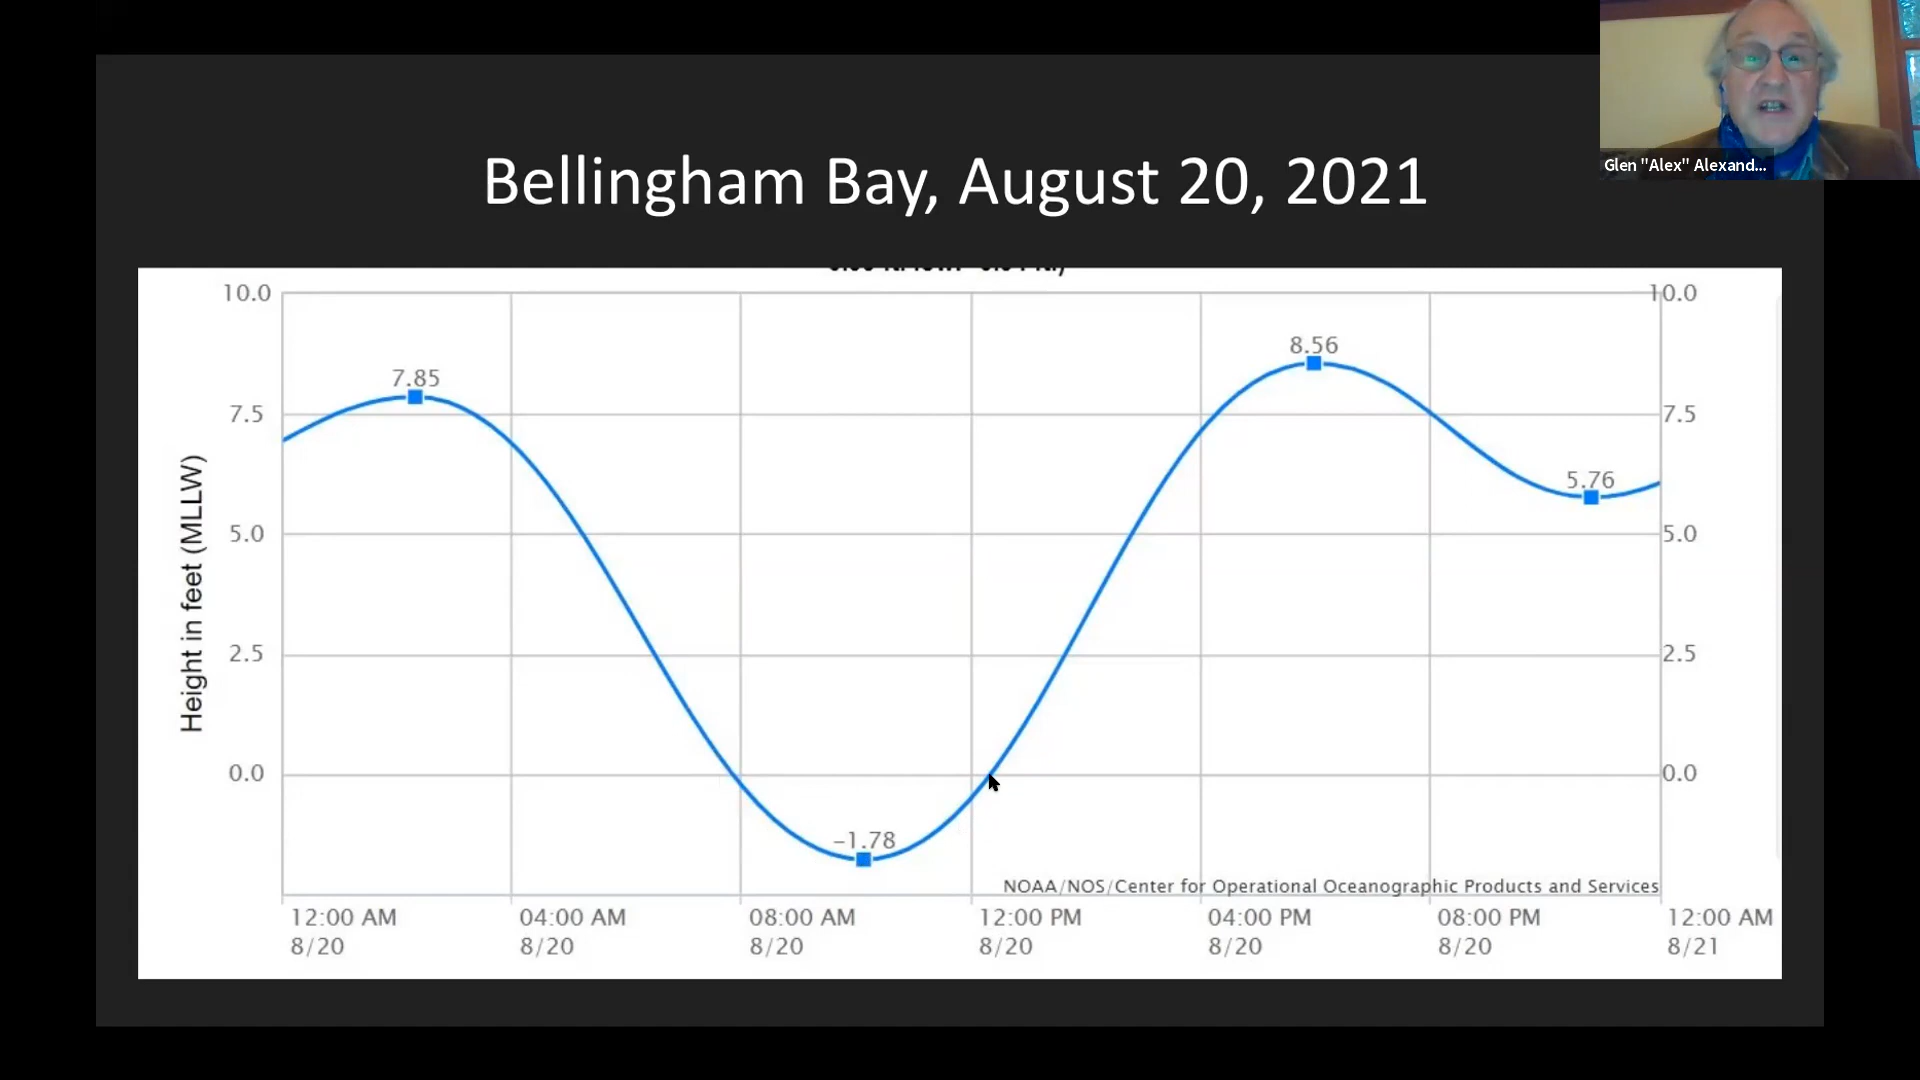 Glen "Alex" Alexand...
Bellingham Bay, August 20, 2021
10.0
10.0
8.56
7.85
7.5
7.5
5.76
5.0
5.0
Height in feet (MLLW)
2.5
2.5
0.0
0.0
−1.78
NOAA/NOS/Center for Operational Oceanographic Products and Services
12:00 AM 04:00 AM 08:00 AM 12:00 PM 04:00 PM 08:00 PM 12:00 AM
8/20 8/20 8/20 8/20 8/20 8/20 8/21